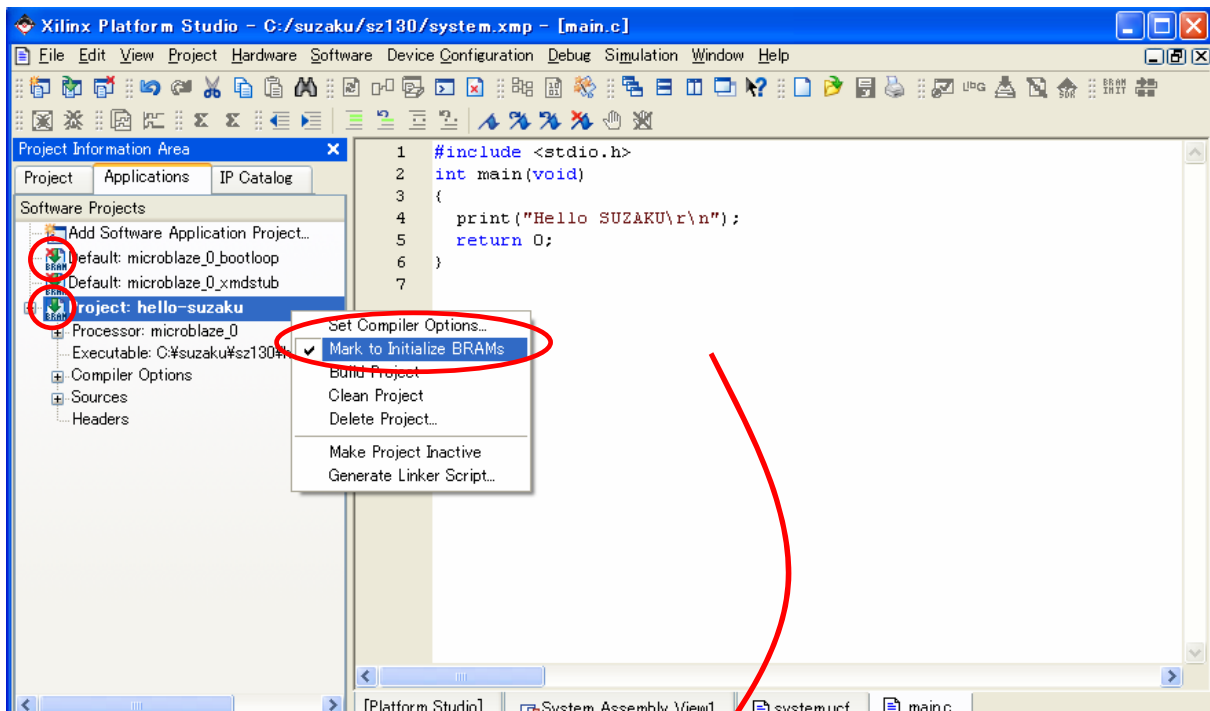 Xilinx Platform Studio - C:/suzaku/sz130/system.xmp - [main.c]
File Edit View Project Hardware Software Device Configuration Debug Simulation Window Help
Project Information Area
Project Applications IP Catalog
Software Projects
Add Software Application Project...
Default: microblaze_0_bootloop
Default: microblaze_0_xmdstub
Project: hello-suzaku
Processor: microblaze_0
Executable: C:¥suzaku¥sz130¥
Compiler Options
Sources
Headers
Set Compiler Options...
Mark to Initialize BRAMs
Build Project
Clean Project
Delete Project...
Make Project Inactive
Generate Linker Script...
1 #include <stdio.h>
2 int main(void)
3 {
4 print("Hello SUZAKU\r\n");
5 return 0;
6 }
7
[Platform Studio] System Assembly View1 system.ucf main.c